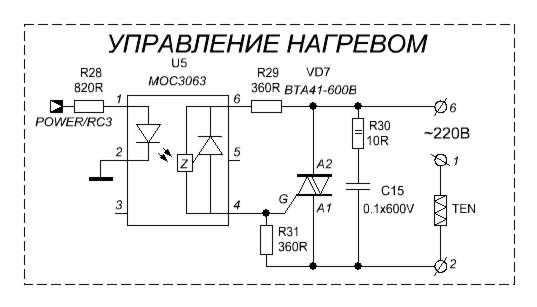 УПРАВЛЕНИЕ НАГРЕВОМ
U5
MOC3063
R28
820R
R29
360R
VD7
BTA41-600B
POWER/RC3
1
2
3
6
5
4
Z
G
A2
A1
R30
10R
C15
0.1x600V
R31
360R
6
~220В
1
TEN
2